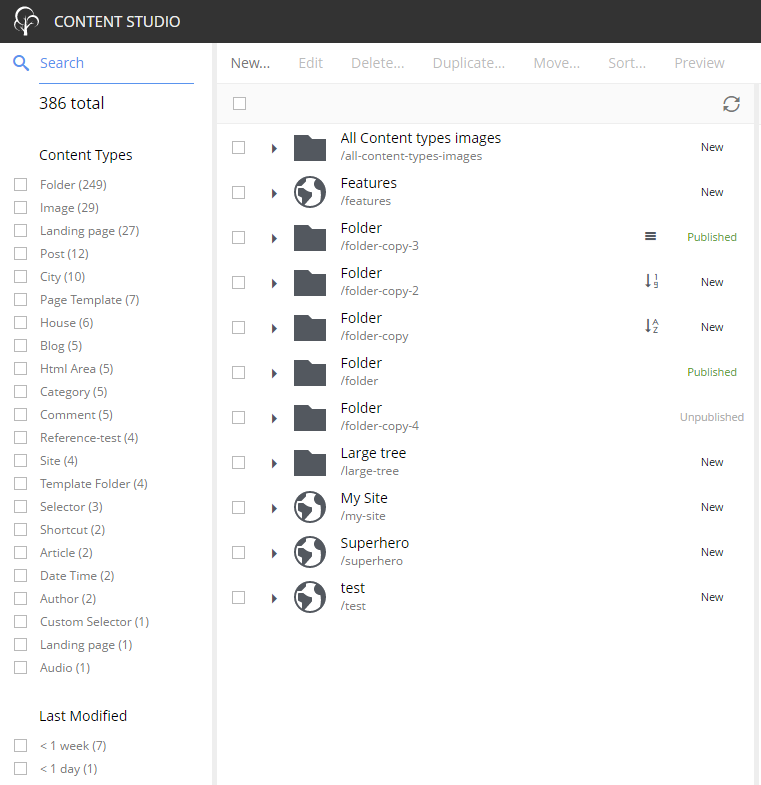 CONTENT STUDIO
Search
386 total
Content Types
Folder (249)
Image (29)
Landing page (27)
Post (12)
City (10)
Page Template (7)
House (6)
Blog (5)
Html Area (5)
Category (5)
Comment (5)
Reference-test (4)
Site (4)
Template Folder (4)
Selector (3)
Shortcut (2)
Article (2)
Date Time (2)
Author (2)
Custom Selector (1)
Landing page (1)
Audio (1)
Last Modified
< 1 week (7)
< 1 day (1)
New... Edit Delete... Duplicate... Move... Sort... Preview
All Content types images
/all-content-types-images
New
Features
/features
New
Folder
/folder-copy-3
Published
Folder
/folder-copy-2
1
9
New
Folder
/folder-copy
A
Z
New
Folder
/folder
Published
Folder
/folder-copy-4
Unpublished
Large tree
/large-tree
New
My Site
/my-site
New
Superhero
/superhero
New
test
/test
New